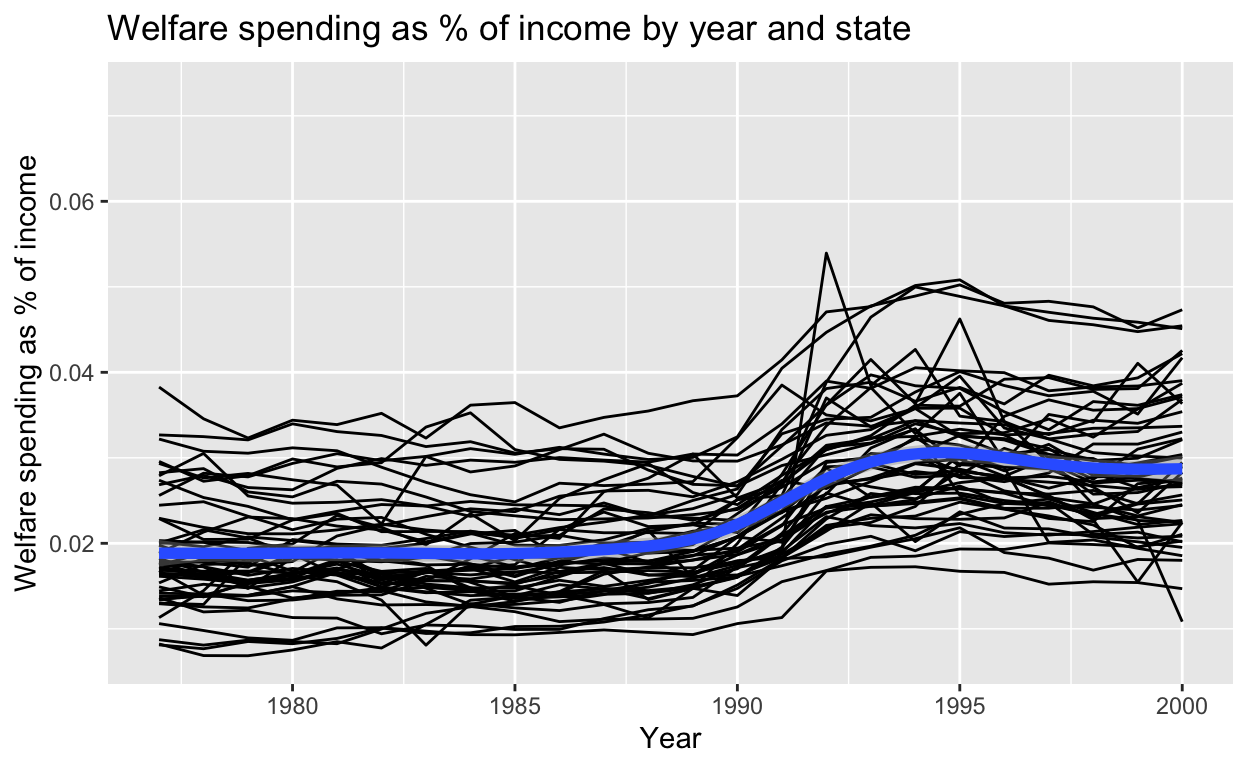 Welfare spending as % of income by year and state
Welfare spending as % of income
0.06
0.04
0.02
1980
1985
1990
1995
2000
Year